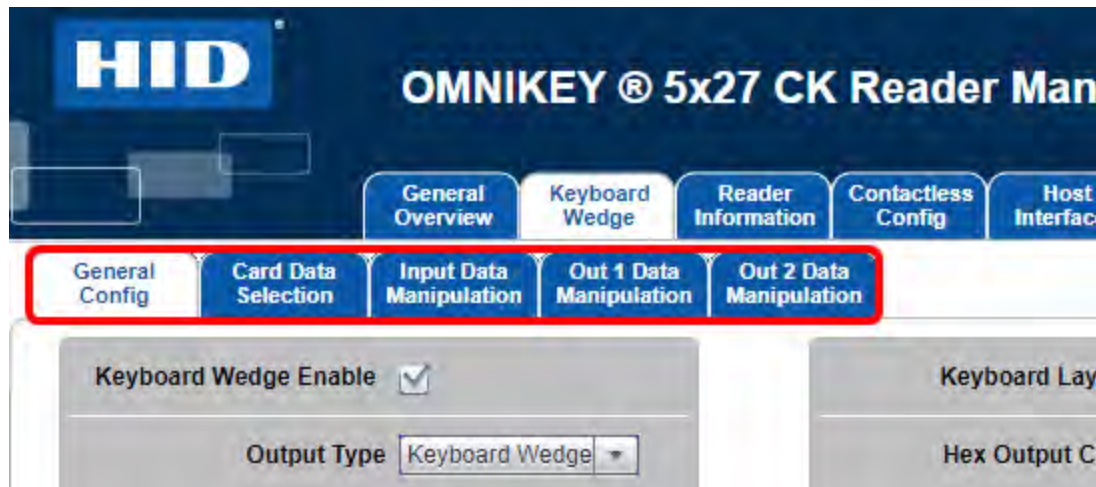 HID
OMNIKEY ® 5x27 CK Reader Man
General Overview
Keyboard Wedge
Reader Information
Contactless Config
Host Interfac
General Config
Card Data Selection
Input Data Manipulation
Out 1 Data Manipulation
Out 2 Data Manipulation
Keyboard Wedge Enable
Keyboard Lay
Output Type
Keyboard Wedge
Hex Output C